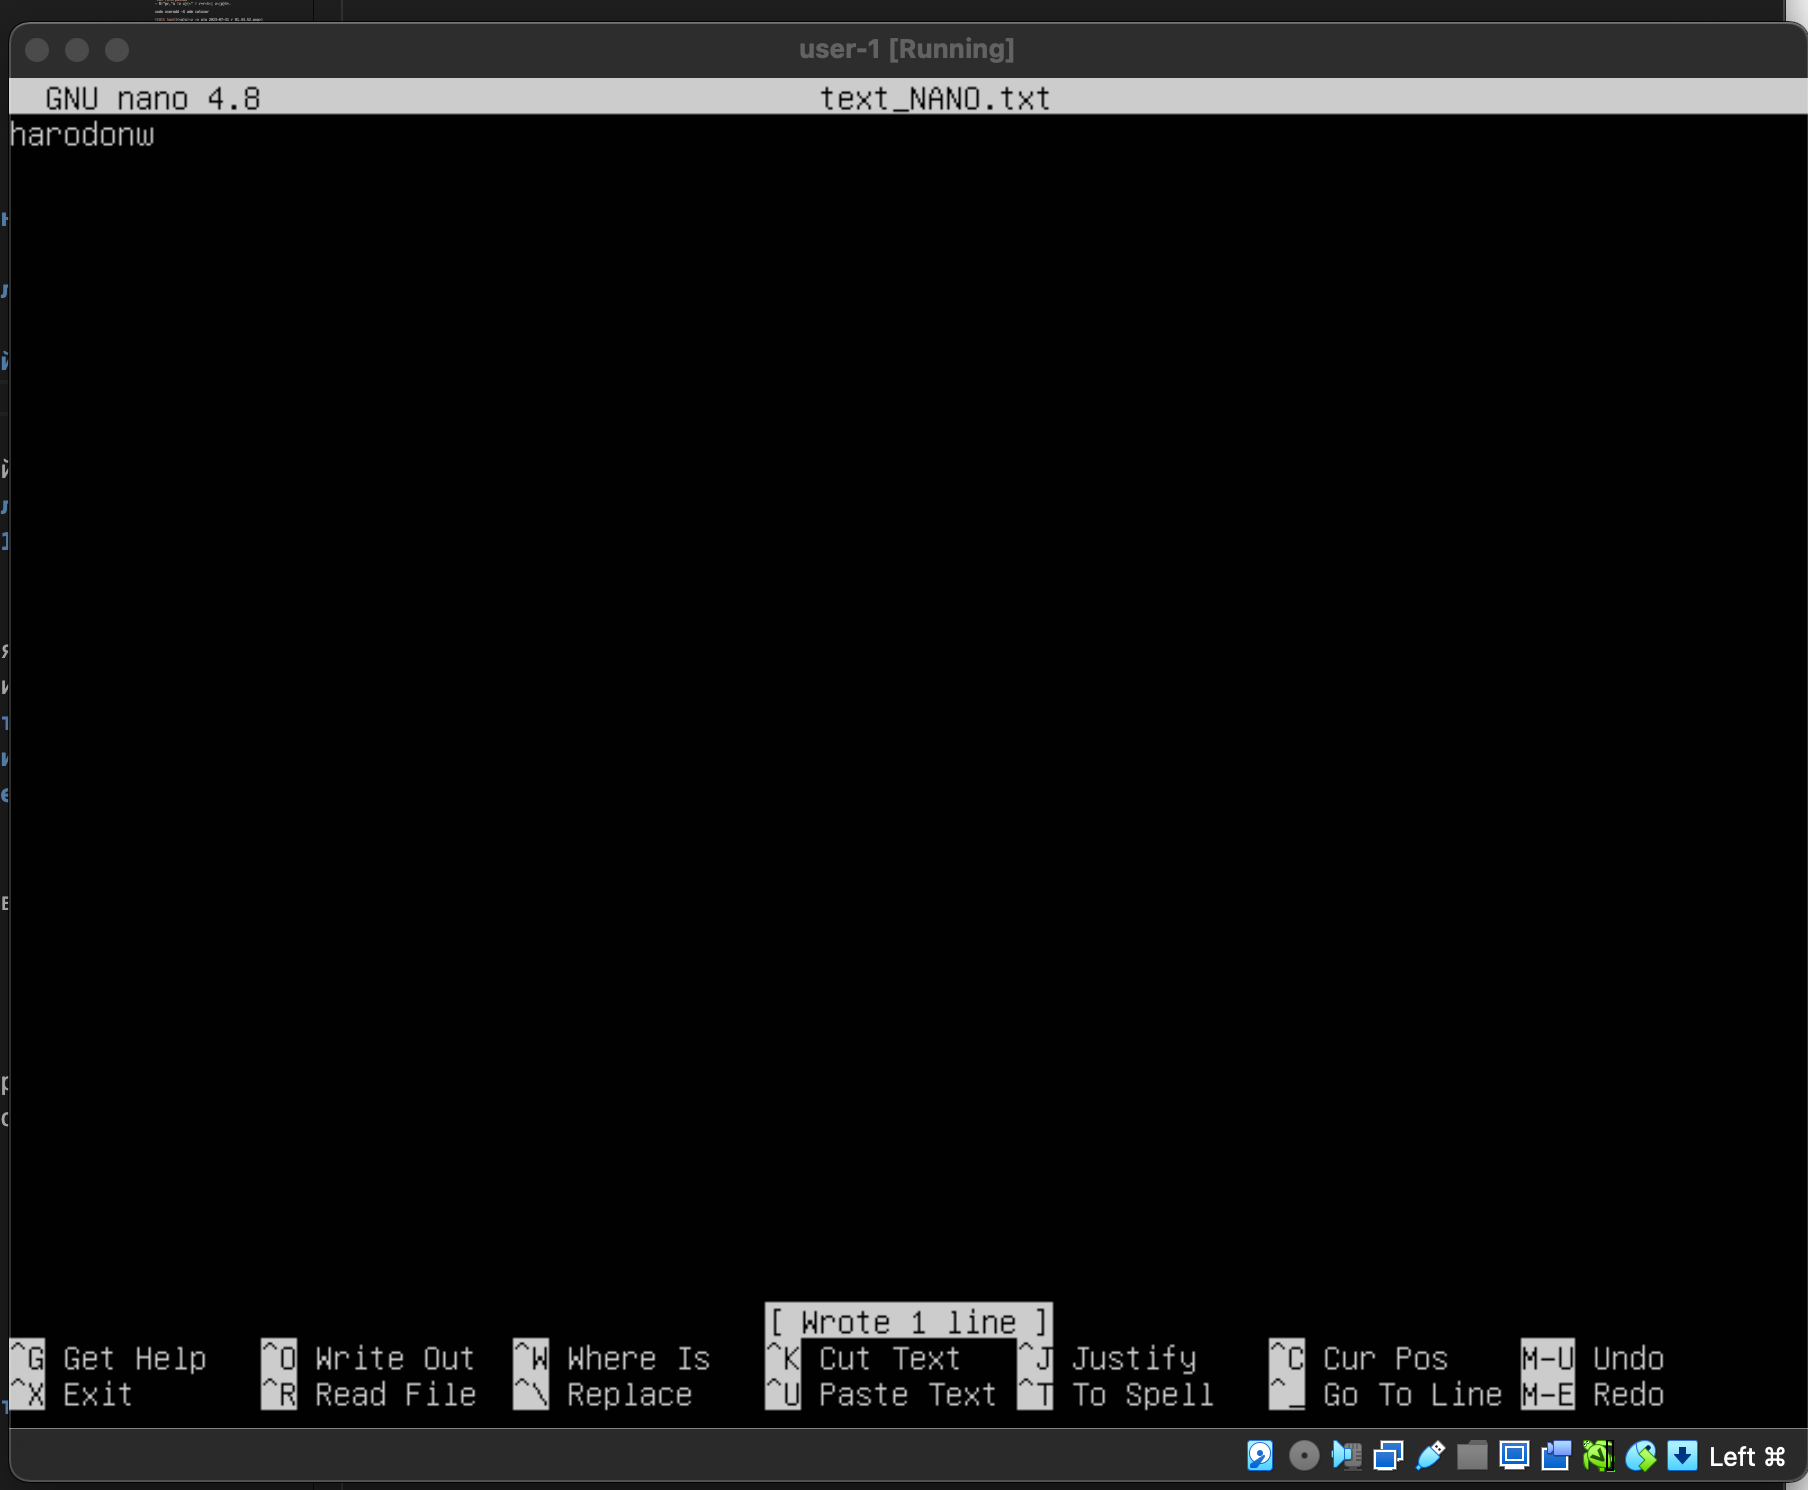 user-1 [Running]
GNU nano 4.8 text_NANO.txt
harodonw
[ Wrote 1 line ]
^G Get Help ^O Write Out ^W Where Is ^K Cut Text ^J Justify ^C Cur Pos M-U Undo
^X Exit ^R Read File ^\ Replace ^U Paste Text ^T To Spell ^_ Go To Line M-E Redo
Left ⌘